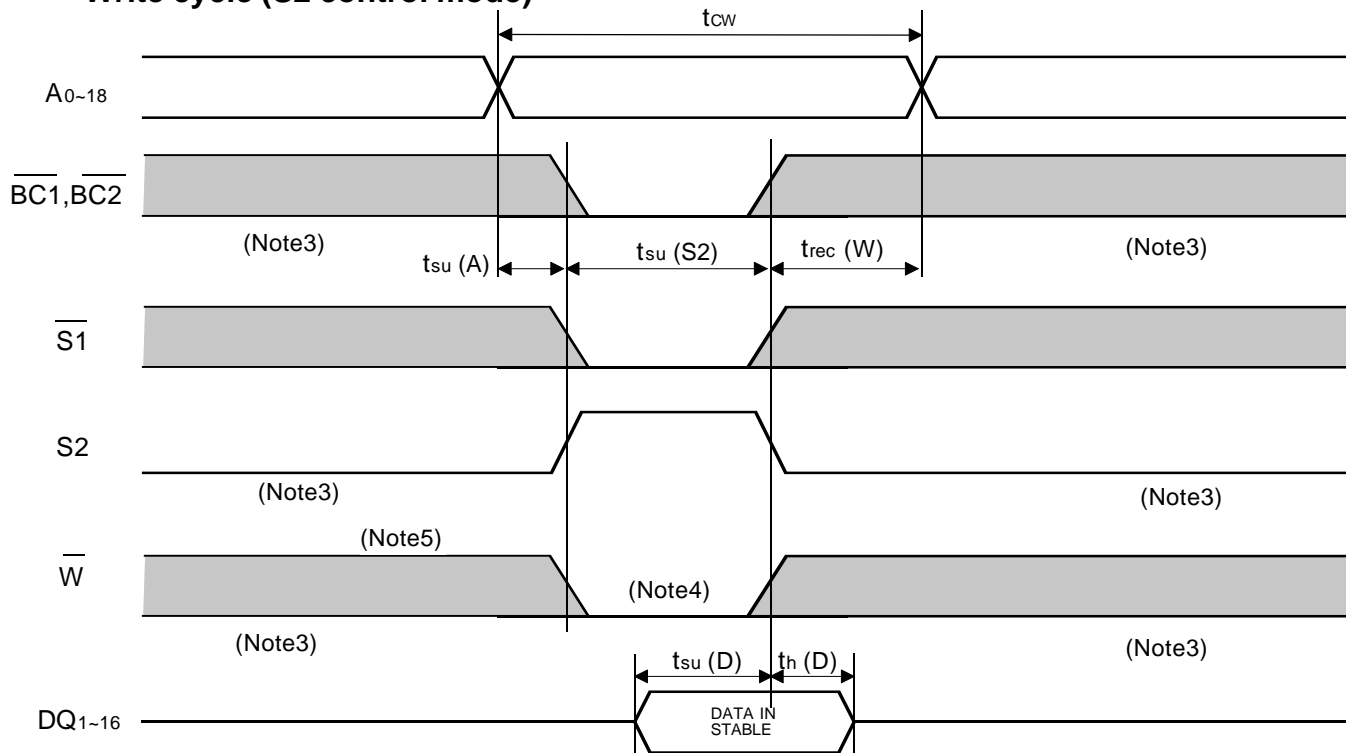 Write cycle (S2 control mode)
tCW
A0~18
BC1,BC2
(Note3)
(Note3)
tsu (A)
tsu (S2)
trec (W)
S1
S2
(Note3)
(Note3)
(Note5)
W
(Note4)
(Note3)
(Note3)
tsu (D)
th (D)
DQ1~16
DATA IN
STABLE